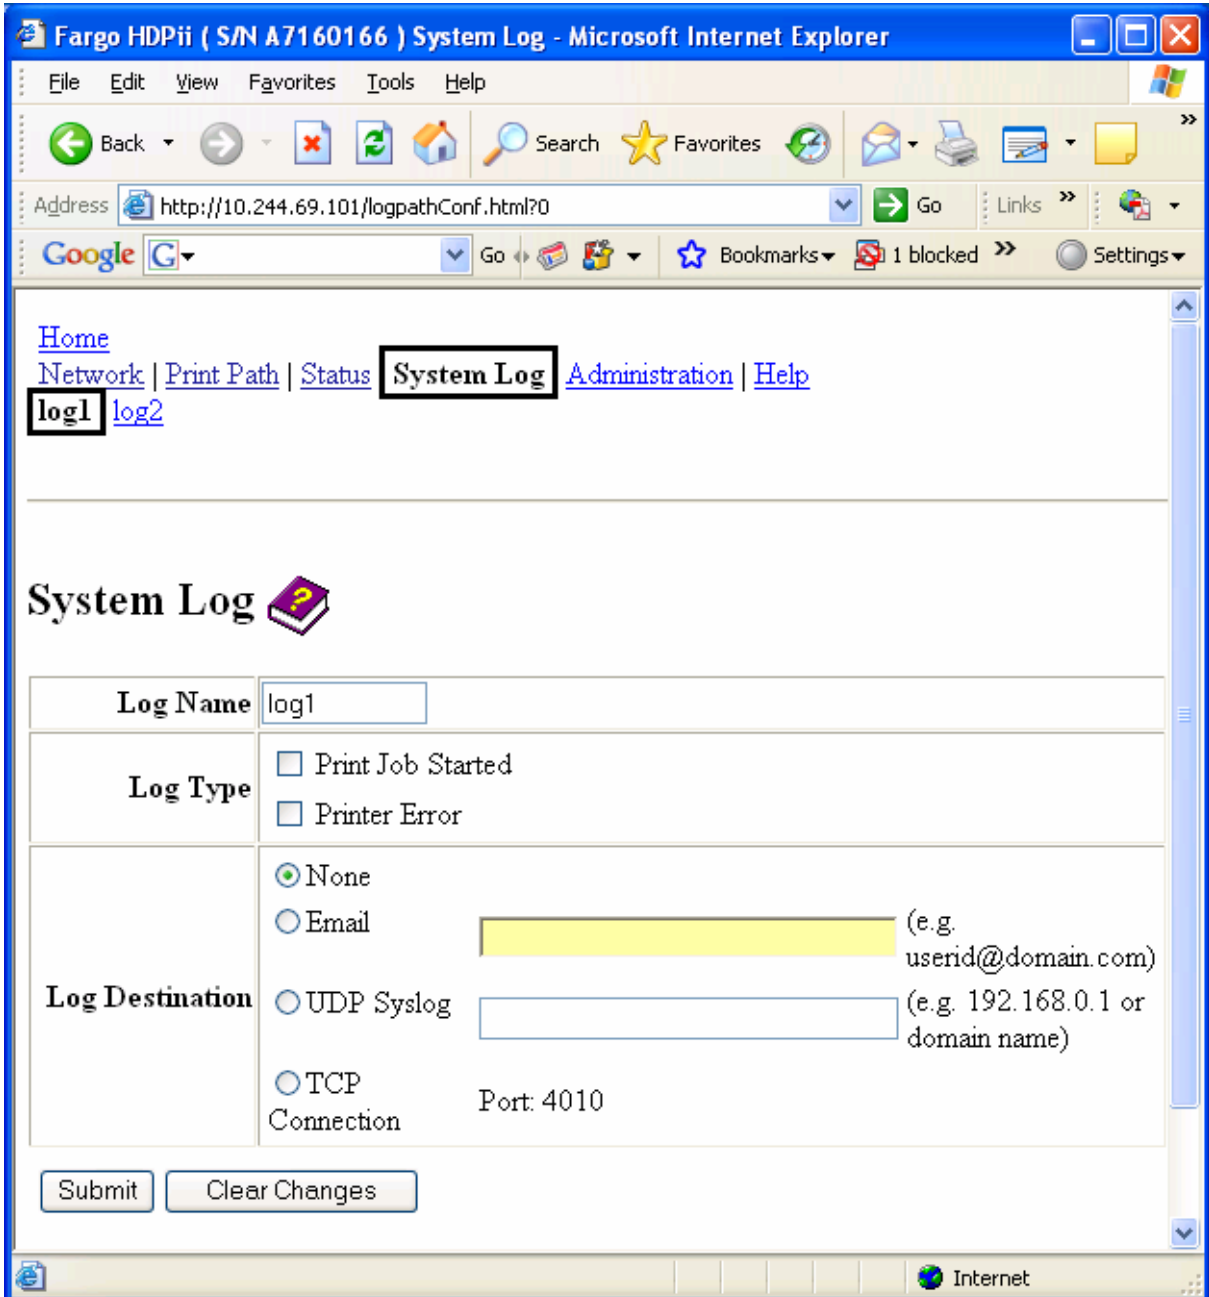 Fargo HDPii ( S/N A7160166 ) System Log - Microsoft Internet Explorer
File Edit View Favorites Tools Help
Back Search Favorites »
Address http://10.244.69.101/logpathConf.html?0 Go Links »
Google G Go Bookmarks 1 blocked » Settings
Home
Network | Print Path | Status System Log Administration | Help
log1 log2
System Log ?
Log Name log1
Log Type
Print Job Started
Printer Error
Log Destination
None
Email (e.g. userid@domain.com)
UDP Syslog (e.g. 192.168.0.1 or domain name)
TCP Connection Port: 4010
Submit Clear Changes
Internet